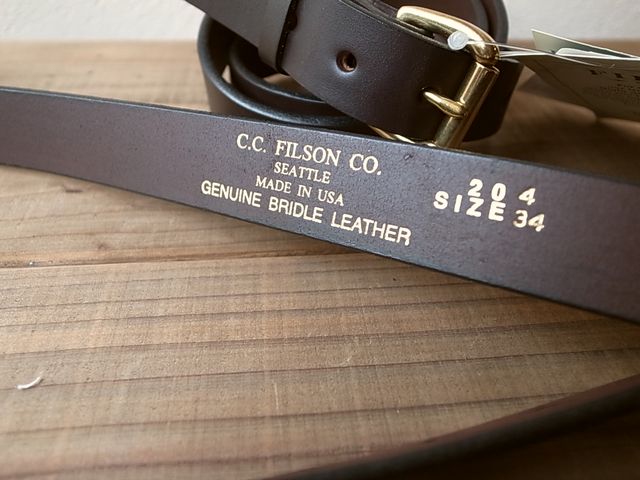 C.C. FILSON CO.
SEATTLE
MADE IN USA
GENUINE BRIDLE LEATHER
204
SIZE 34